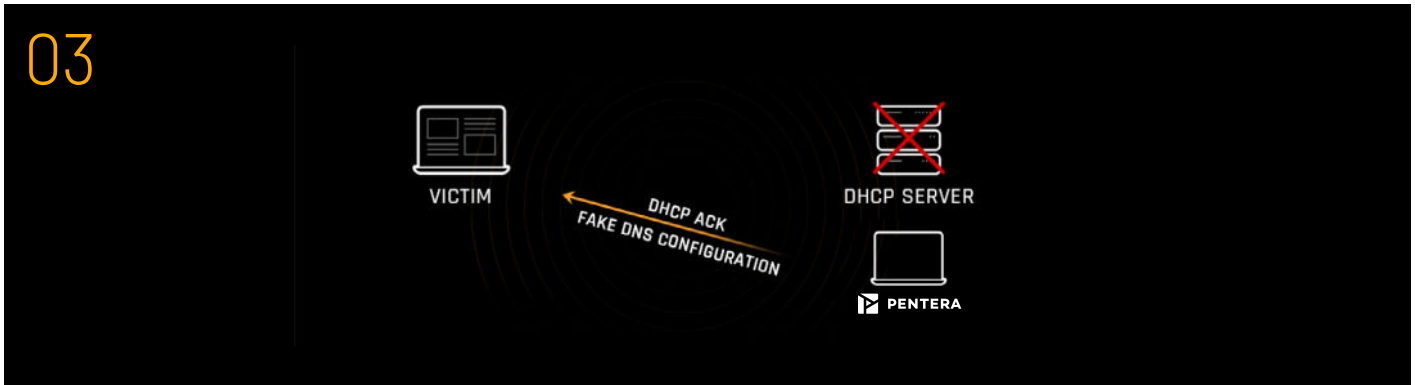 03
VICTIM
DHCP ACK
FAKE DNS CONFIGURATION
DHCP SERVER
PENTERA